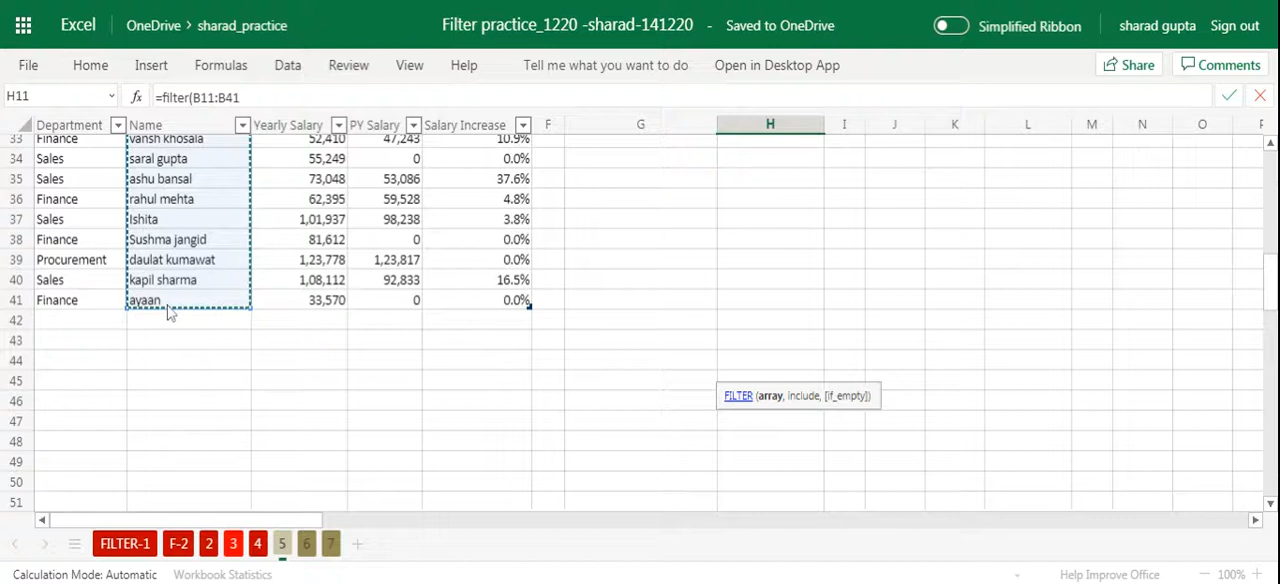 Excel OneDrive > sharad_practice Filter practice_1220 -sharad-141220 - Saved to OneDrive Simplified Ribbon sharad gupta Sign out
File Home Insert Formulas Data Review View Help Tell me what you want to do Open in Desktop App Share Comments
H11 fx =filter(B11:B41
Department Name Yearly Salary PY Salary Salary Increase F G H I J K L M N O
33 Finance vansh khosala 52,410 47,243 10.9%
34 Sales saral gupta 55,249 0 0.0%
35 Sales ashu bansal 73,048 53,086 37.6%
36 Finance rahul mehta 62,395 59,528 4.8%
37 Sales Ishita 1,01,937 98,238 3.8%
38 Finance Sushma jangid 81,612 0 0.0%
39 Procurement daulat kumawat 1,23,778 1,23,817 0.0%
40 Sales kapil sharma 1,08,112 92,833 16.5%
41 Finance ayaan 33,570 0 0.0%
42
43
44
45
FILTER (array, include, [if_empty])
46
47
48
49
50
51
FILTER-1 F-2 2 3 4 5 6 7
Calculation Mode: Automatic Workbook Statistics Help Improve Office 100%